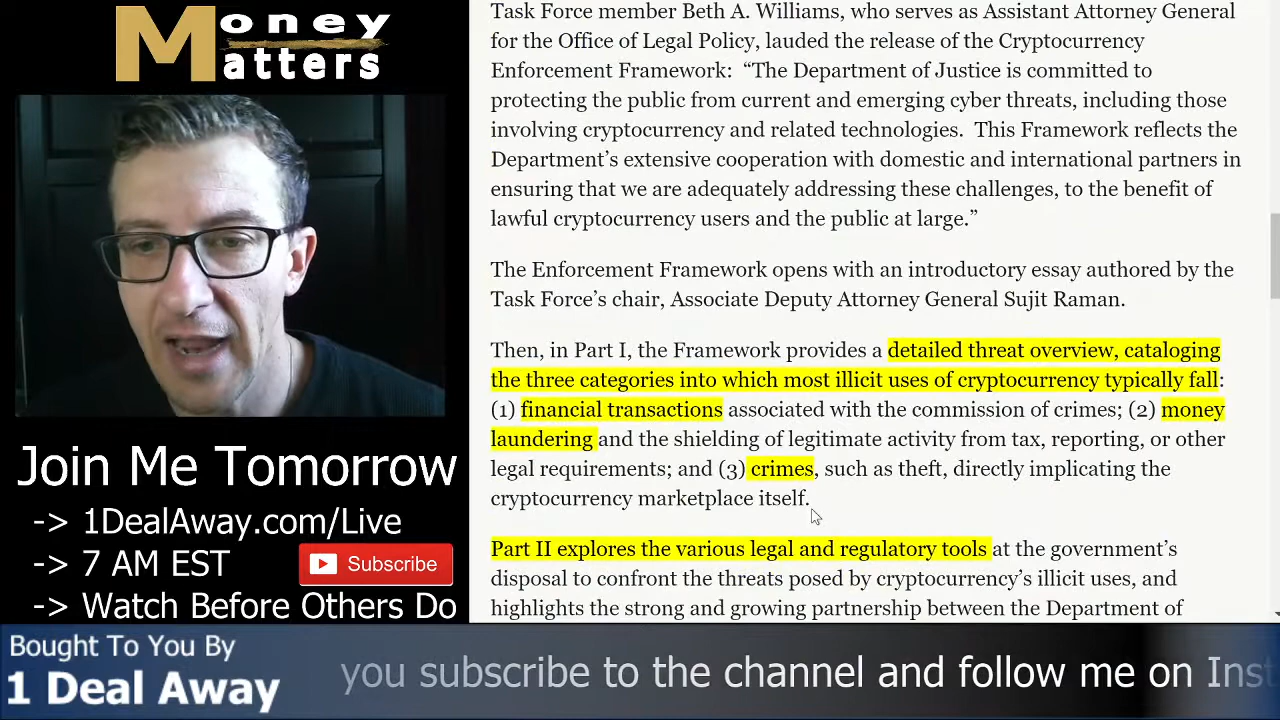 Money
Matters
Task Force member Beth A. Williams, who serves as Assistant Attorney General
for the Office of Legal Policy, lauded the release of the Cryptocurrency
Enforcement Framework:  “The Department of Justice is committed to
protecting the public from current and emerging cyber threats, including those
involving cryptocurrency and related technologies.  This Framework reflects the
Department’s extensive cooperation with domestic and international partners in
ensuring that we are adequately addressing these challenges, to the benefit of
lawful cryptocurrency users and the public at large.”
The Enforcement Framework opens with an introductory essay authored by the
Task Force’s chair, Associate Deputy Attorney General Sujit Raman.
Then, in Part I, the Framework provides a detailed threat overview, cataloging
the three categories into which most illicit uses of cryptocurrency typically fall:
(1) financial transactions associated with the commission of crimes; (2) money
laundering and the shielding of legitimate activity from tax, reporting, or other
legal requirements; and (3) crimes, such as theft, directly implicating the
cryptocurrency marketplace itself.
Part II explores the various legal and regulatory tools at the government’s
disposal to confront the threats posed by cryptocurrency’s illicit uses, and
highlights the strong and growing partnership between the Department of
Join Me Tomorrow
-> 1DealAway.com/Live
-> 7 AM EST
Subscribe
-> Watch Before Others Do
Bought To You By
1 Deal Away
you subscribe to the channel and follow me on Inst